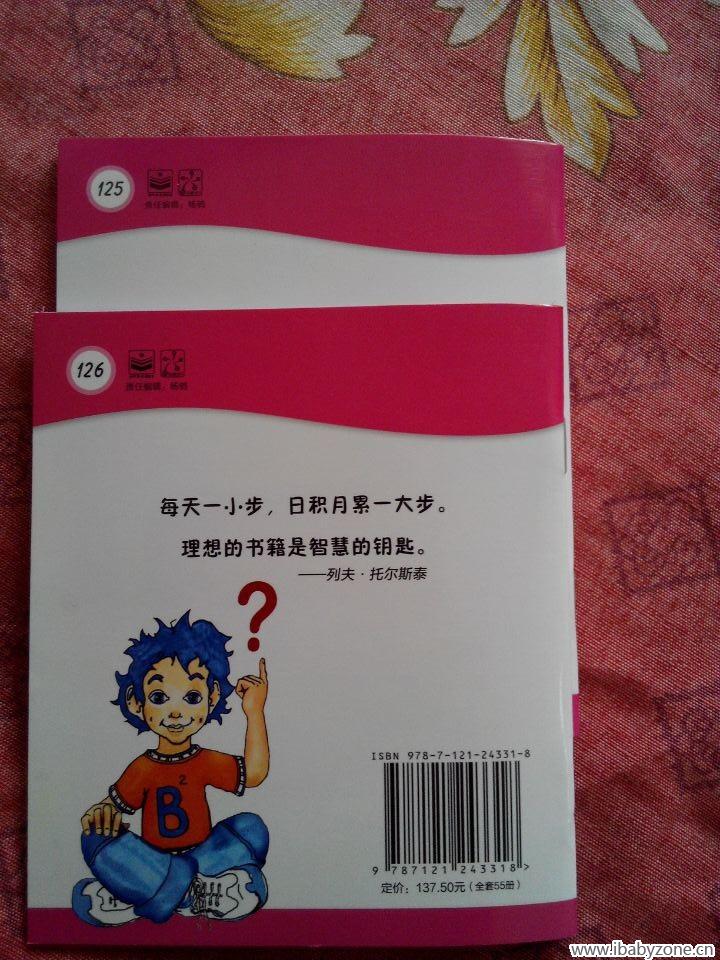 125
责任编辑：杨鸲
126
责任编辑：杨鸲
每天一小步，日积月累一大步。
理想的书籍是智慧的钥匙。
——列夫·托尔斯泰
?
B
2
ISBN 978-7-121-24331-8
9 787121 243318 >
定价：137.50元（全套55册）
www.ibabyzone.cn